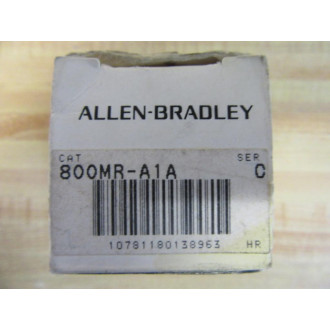 ALLEN-BRADLEY
CAT SER
800MR-A1A C
10781180138963 HR